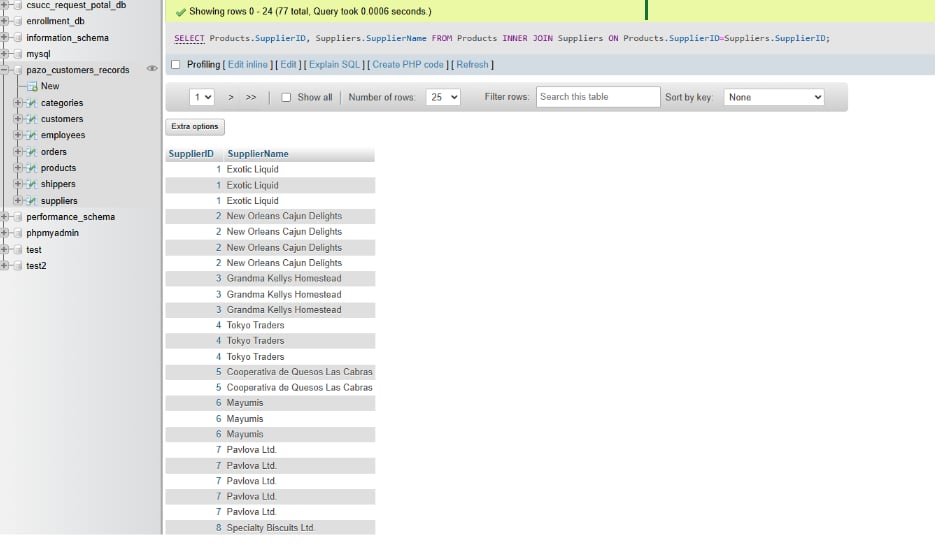 csucc_request_potal_db
enrollment_db
information_schema
mysql
pazo_customers_records
New
categories
customers
employees
orders
products
shippers
suppliers
performance_schema
phpmyadmin
test
test2
Showing rows 0 - 24 (77 total, Query took 0.0006 seconds.)
SELECT Products.SupplierID, Suppliers.SupplierName FROM Products INNER JOIN Suppliers ON Products.SupplierID=Suppliers.SupplierID;
Profiling [ Edit inline ] [ Edit ] [ Explain SQL ] [ Create PHP code ] [ Refresh ]
1 > >> Show all Number of rows: 25 Filter rows: Search this table Sort by key: None
Extra options
SupplierID SupplierName
1 Exotic Liquid
1 Exotic Liquid
1 Exotic Liquid
2 New Orleans Cajun Delights
2 New Orleans Cajun Delights
2 New Orleans Cajun Delights
2 New Orleans Cajun Delights
3 Grandma Kellys Homestead
3 Grandma Kellys Homestead
3 Grandma Kellys Homestead
4 Tokyo Traders
4 Tokyo Traders
4 Tokyo Traders
5 Cooperativa de Quesos Las Cabras
5 Cooperativa de Quesos Las Cabras
6 Mayumis
6 Mayumis
6 Mayumis
7 Pavlova Ltd.
7 Pavlova Ltd.
7 Pavlova Ltd.
7 Pavlova Ltd.
7 Pavlova Ltd.
8 Specialty Biscuits Ltd.